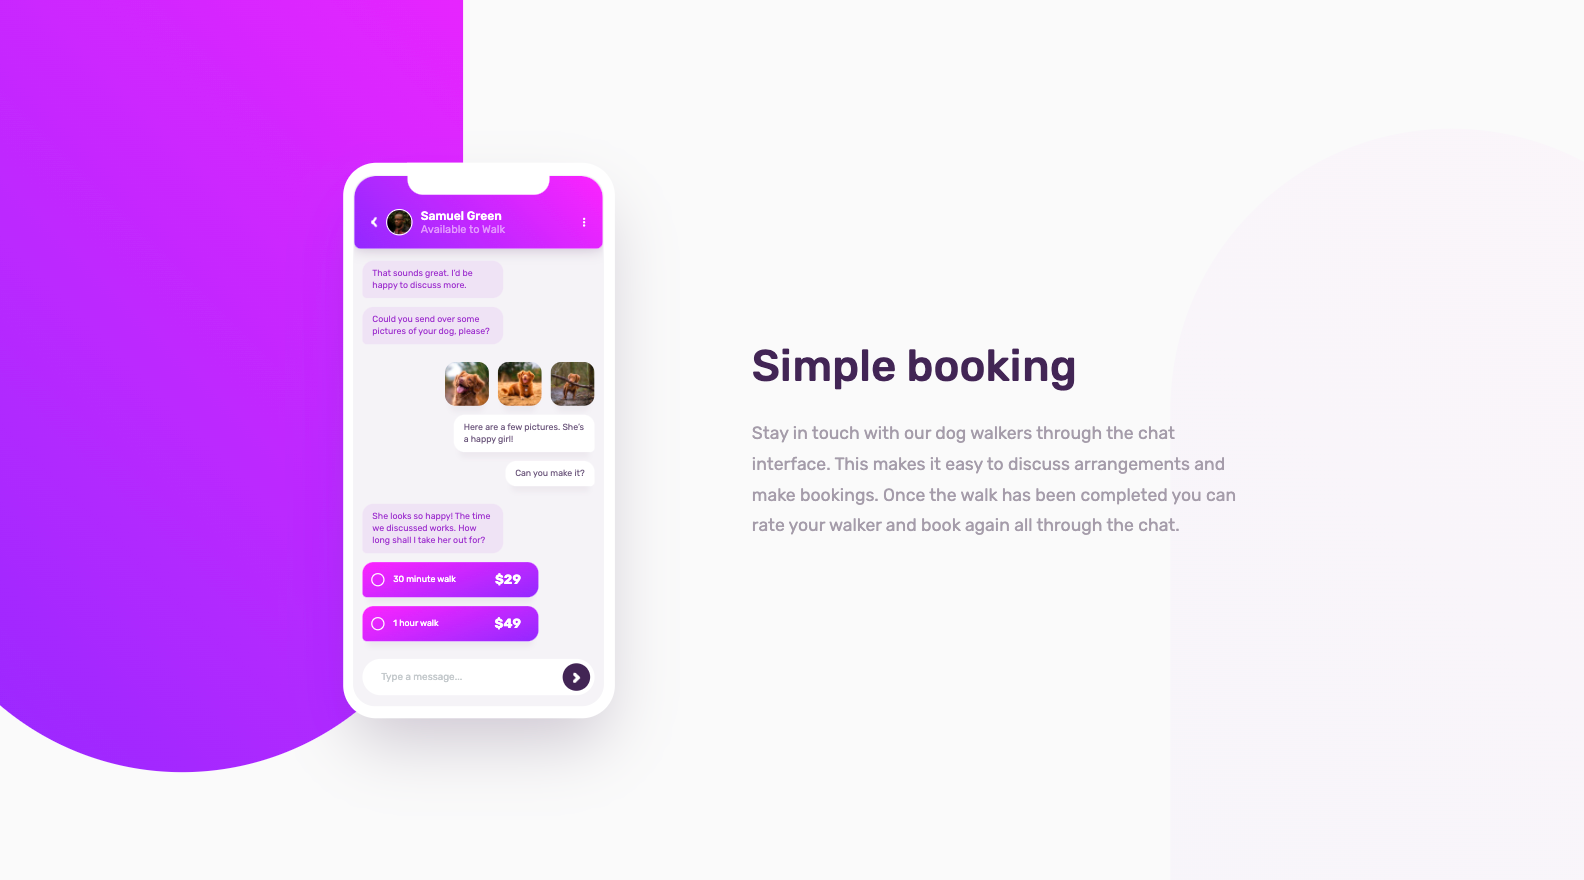 Samuel Green
Available to Walk
That sounds great. I'd be
happy to discuss more.
Could you send over some
pictures of your dog, please?
Here are a few pictures. She's
a happy girl!
Can you make it?
She looks so happy! The time
we discussed works. How
long shall I take her out for?
30 minute walk $29
1 hour walk $49
Type a message...
Simple booking
Stay in touch with our dog walkers through the chat
interface. This makes it easy to discuss arrangements and
make bookings. Once the walk has been completed you can
rate your walker and book again all through the chat.